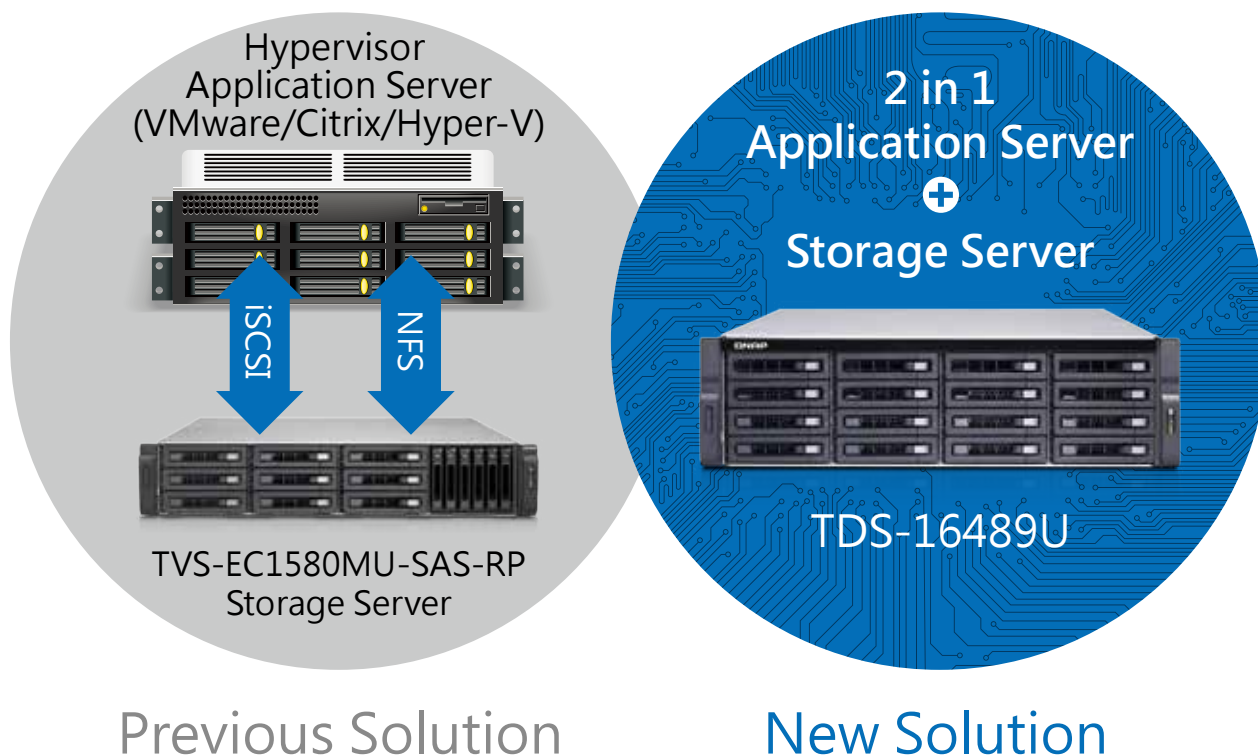 Hypervisor
Application Server
(VMware/Citrix/Hyper-V)
iSCSI
NFS
TVS-EC1580MU-SAS-RP
Storage Server
Previous Solution
2 in 1
Application Server
+
Storage Server
QNAP
TDS-16489U
New Solution